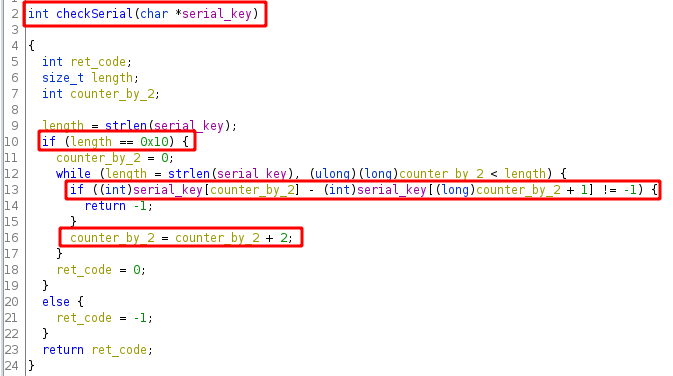 2 int checkSerial(char *serial_key)
3
4 {
5 int ret_code;
6 size_t length;
7 int counter_by_2;
8
9 length = strlen(serial_key);
10 if (length == 0x10) {
11 counter_by_2 = 0;
12 while (length = strlen(serial_key), (ulong)(long)counter_by_2 < length) {
13 if ((int)serial_key[counter_by_2] - (int)serial_key[(long)counter_by_2 + 1] != -1) {
14 return -1;
15 }
16 counter_by_2 = counter_by_2 + 2;
17 }
18 ret_code = 0;
19 }
20 else {
21 ret_code = -1;
22 }
23 return ret_code;
24 }